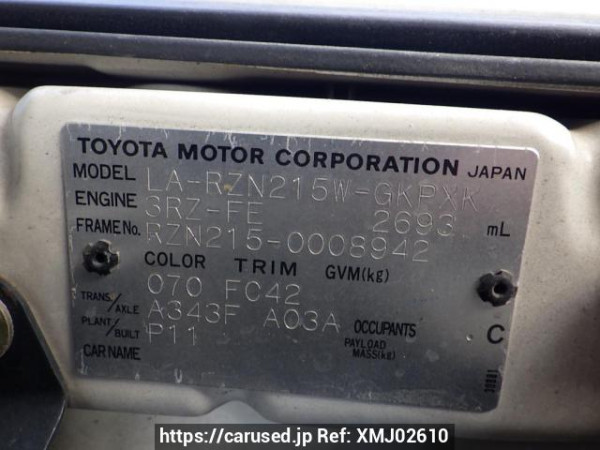 TOYOTA MOTOR CORPORATION JAPAN
MODEL LA-RZN215W-GKPXK
ENGINE 3RZ-FE 2693 mL
FRAME No. RZN215-0008942
COLOR TRIM GVM(kg)
070 FC42
TRANS./AXLE A343F A03A OCCUPANTS C
PLANT/BUILT P11 PAYLOAD MASS(kg)
CAR NAME
https://carused.jp Ref: XMJ02610